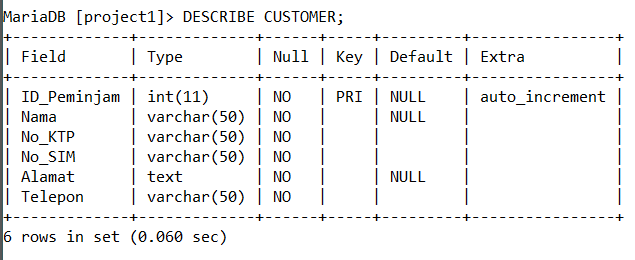 MariaDB [project1]> DESCRIBE CUSTOMER;
+-------------+-------------+------+-----+---------+----------------+
| Field       | Type        | Null | Key | Default | Extra          |
+-------------+-------------+------+-----+---------+----------------+
| ID_Peminjam | int(11)     | NO   | PRI | NULL    | auto_increment |
| Nama        | varchar(50) | NO   |     | NULL    |                |
| No_KTP      | varchar(50) | NO   |     |         |                |
| No_SIM      | varchar(50) | NO   |     |         |                |
| Alamat      | text        | NO   |     | NULL    |                |
| Telepon     | varchar(50) | NO   |     |         |                |
+-------------+-------------+------+-----+---------+----------------+
6 rows in set (0.060 sec)